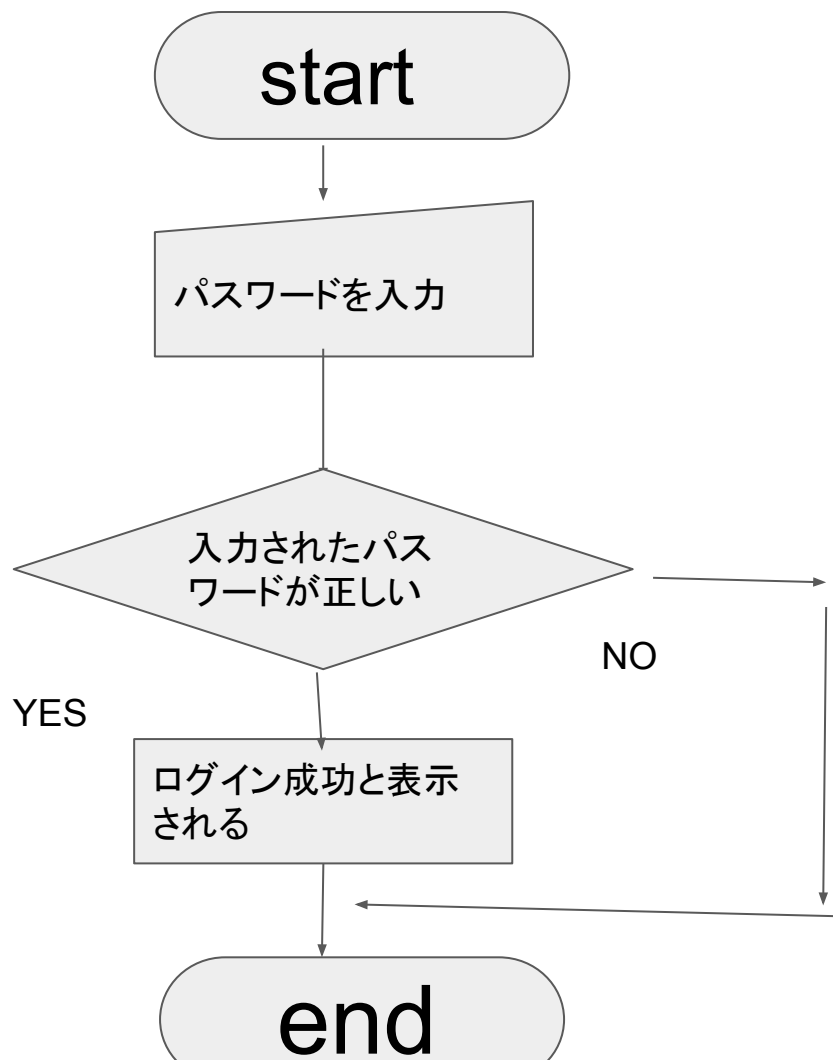 start
パスワードを入力
入力されたパス
ワードが正しい
NO
YES
ログイン成功と表示
される
end